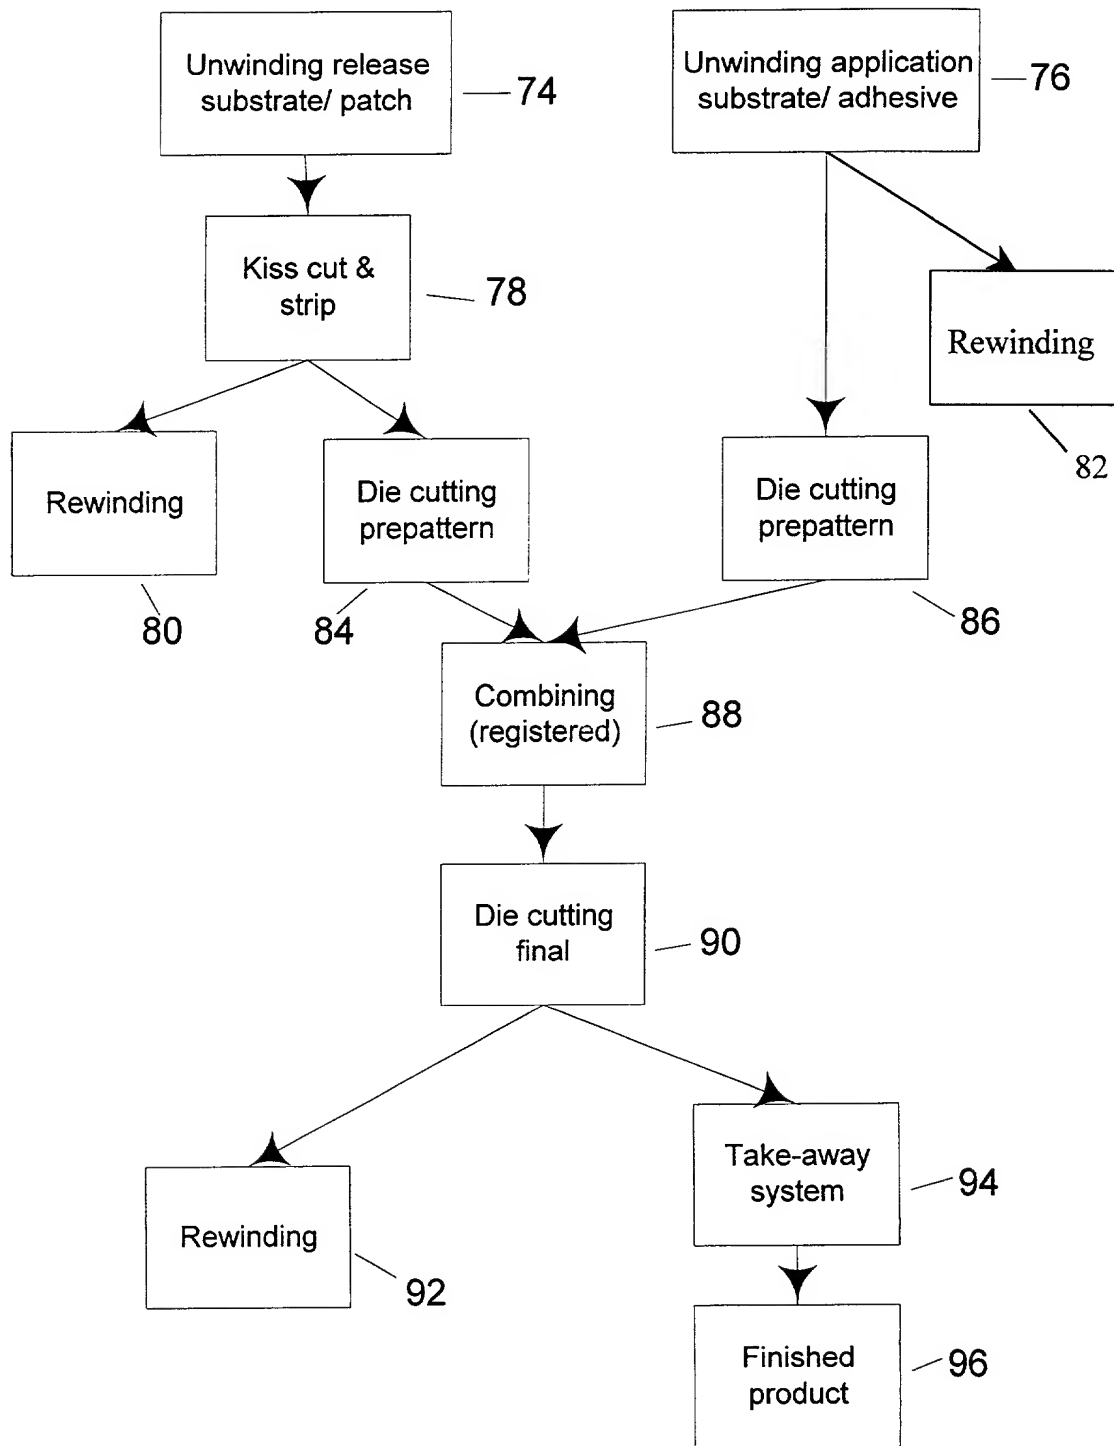 Unwinding release
substrate/ patch
74
Unwinding application
substrate/ adhesive
76
Kiss cut &
strip
78
Rewinding
82
Rewinding
80
Die cutting
prepattern
84
Die cutting
prepattern
86
Combining
(registered)
88
Die cutting
final
90
Rewinding
92
Take-away
system
94
Finished
product
96